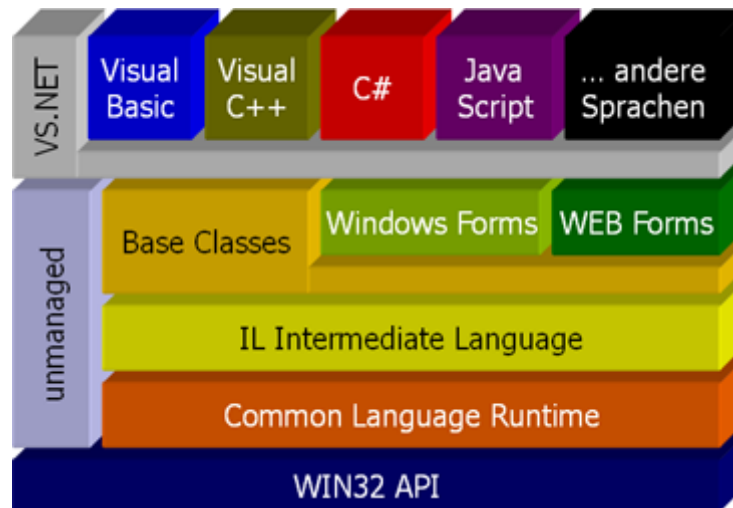 VS.NET
Visual
Basic
Visual
C++
C#
Java
Script
... andere
Sprachen
unmanaged
Base Classes
Windows Forms
WEB Forms
IL Intermediate Language
Common Language Runtime
WIN32 API